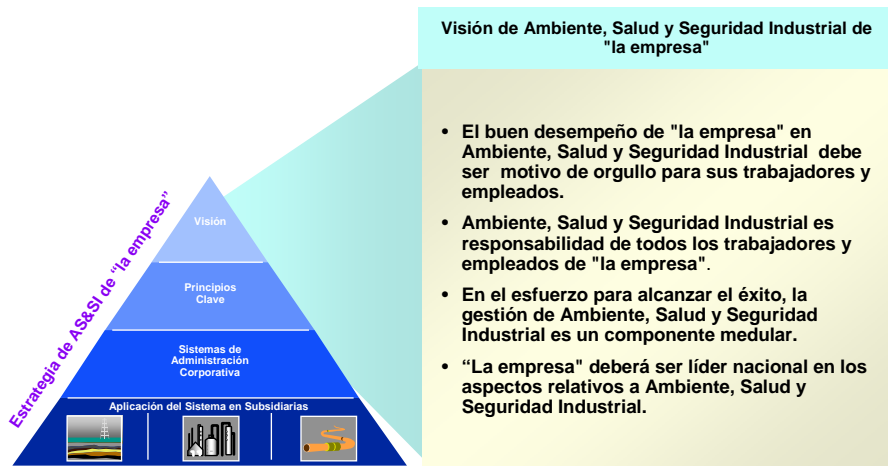 Visión de Ambiente, Salud y Seguridad Industrial de
"la empresa"
Estrategia de AS&SI de “la empresa”
Visión
Principios
Clave
Sistemas de
Administración
Corporativa
Aplicación del Sistema en Subsidiarias
• El buen desempeño de "la empresa" en
Ambiente, Salud y Seguridad Industrial debe
ser motivo de orgullo para sus trabajadores y
empleados.
• Ambiente, Salud y Seguridad Industrial es
responsabilidad de todos los trabajadores y
empleados de "la empresa".
• En el esfuerzo para alcanzar el éxito, la
gestión de Ambiente, Salud y Seguridad
Industrial es un componente medular.
• “La empresa" deberá ser líder nacional en los
aspectos relativos a Ambiente, Salud y
Seguridad Industrial.